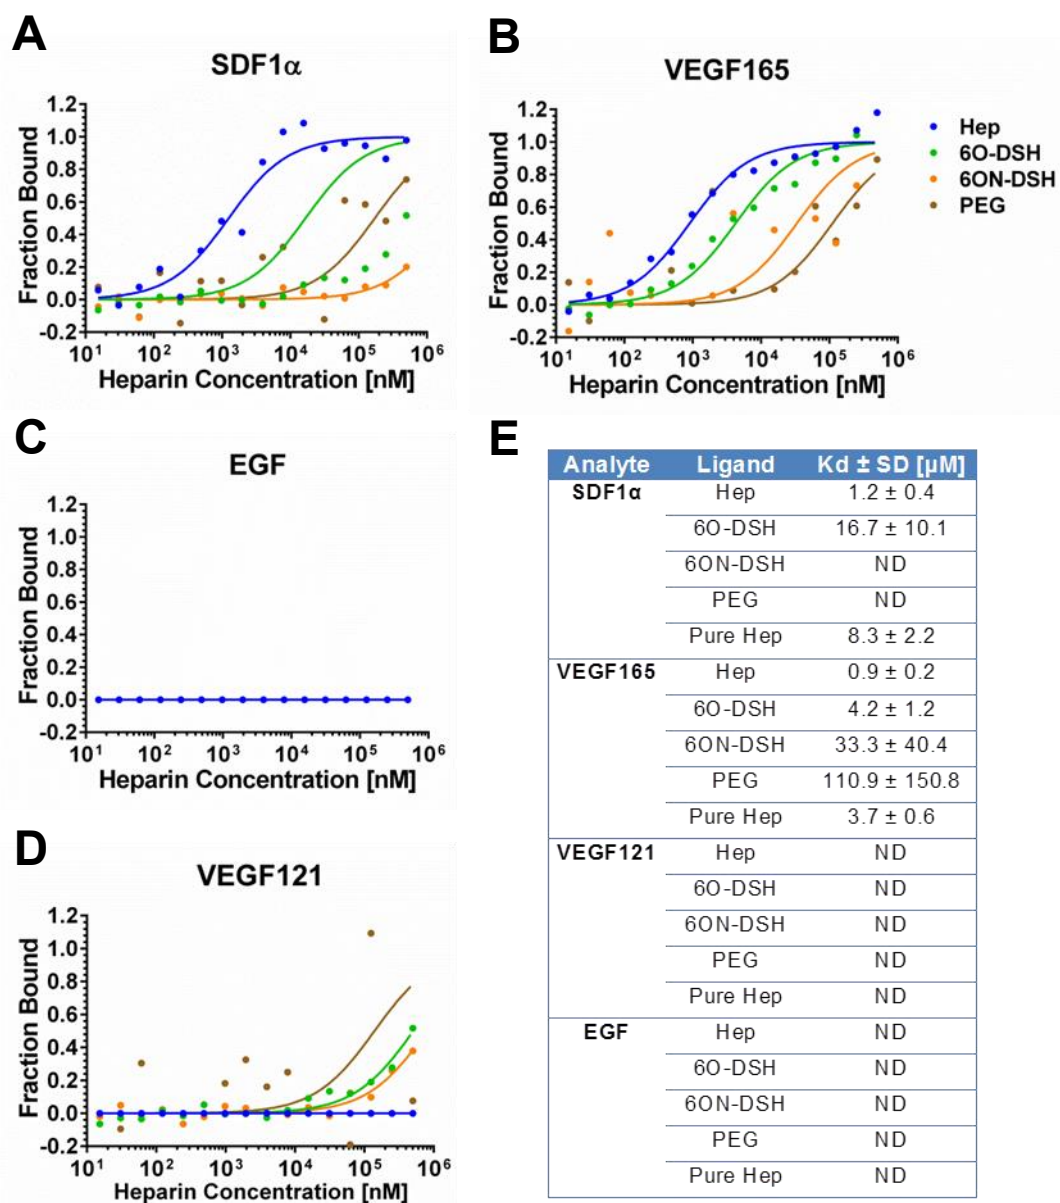 A
SDF1α
Fraction Bound
1.2
1.0
0.8
0.6
0.4
0.2
0.0
-0.2
10¹ 10² 10³ 10⁴ 10⁵ 10⁶
Heparin Concentration [nM]
B
VEGF165
Fraction Bound
1.2
1.0
0.8
0.6
0.4
0.2
0.0
-0.2
10¹ 10² 10³ 10⁴ 10⁵ 10⁶
Heparin Concentration [nM]
Hep
6O-DSH
6ON-DSH
PEG
C
EGF
Fraction Bound
1.2
1.0
0.8
0.6
0.4
0.2
0.0
-0.2
10¹ 10² 10³ 10⁴ 10⁵ 10⁶
Heparin Concentration [nM]
D
VEGF121
Fraction Bound
1.2
1.0
0.8
0.6
0.4
0.2
0.0
-0.2
10¹ 10² 10³ 10⁴ 10⁵ 10⁶
Heparin Concentration [nM]
E
Analyte Ligand Kd ± SD [µM]
SDF1α Hep 1.2 ± 0.4
6O-DSH 16.7 ± 10.1
6ON-DSH ND
PEG ND
Pure Hep 8.3 ± 2.2
VEGF165 Hep 0.9 ± 0.2
6O-DSH 4.2 ± 1.2
6ON-DSH 33.3 ± 40.4
PEG 110.9 ± 150.8
Pure Hep 3.7 ± 0.6
VEGF121 Hep ND
6O-DSH ND
6ON-DSH ND
PEG ND
Pure Hep ND
EGF Hep ND
6O-DSH ND
6ON-DSH ND
PEG ND
Pure Hep ND